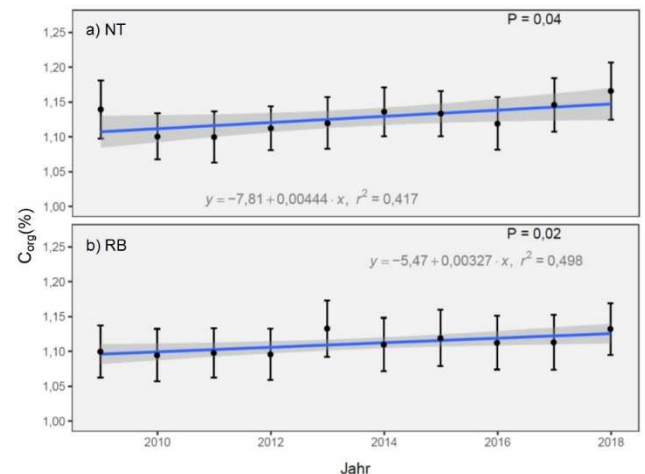 P = 0,04
a) NT
1,25
1,20
1,15
1,10
1,05
1,00
y = −7,81 + 0,00444 · x, r² = 0,417
C_org(%)
P = 0,02
b) RB
y = −5,47 + 0,00327 · x, r² = 0,498
1,25
1,20
1,15
1,10
1,05
1,00
2010 2012 2014 2016 2018
Jahr